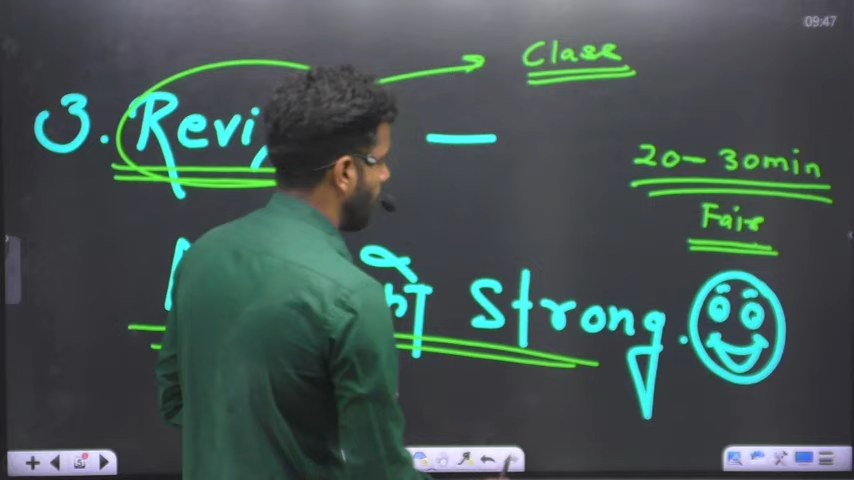 09:47
Class
3. Revi —
20-30min
Fair
Strong.